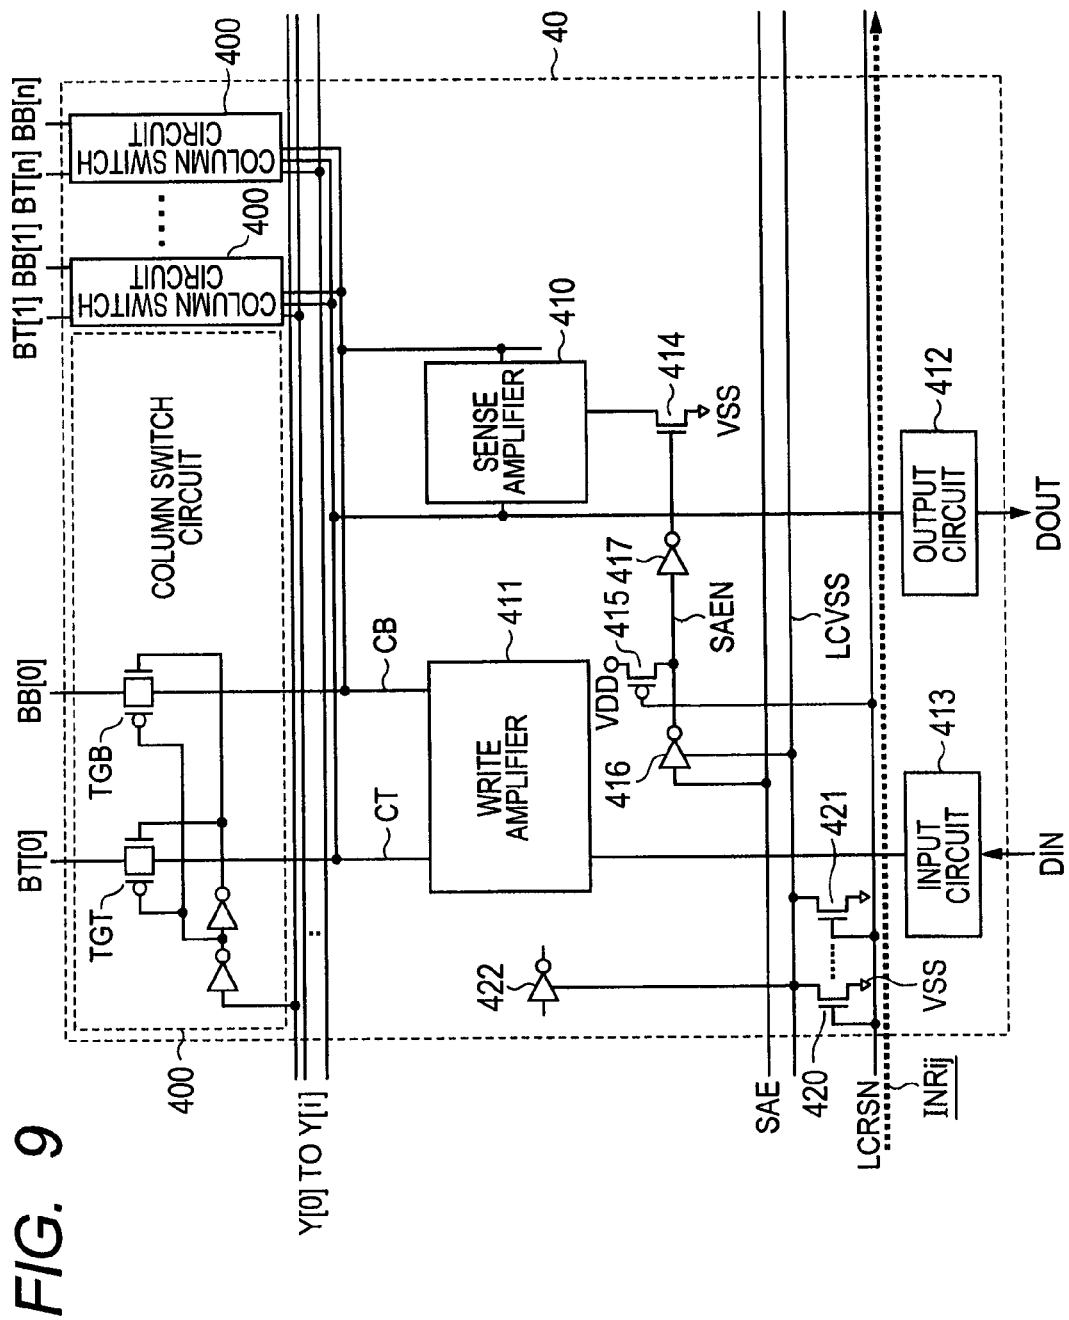 FIG. 9
BT[0]
BB[0]
BT[1]
BB[1]
BT[n]
BB[n]
TGT
TGB
COLUMN SWITCH
CIRCUIT
COLUMN SWITCH
CIRCUIT
COLUMN SWITCH
CIRCUIT
400
400
400
40
Y[0] TO Y[i]
CT
CB
WRITE
AMPLIFIER
411
SENSE
AMPLIFIER
410
422
416
VDD
415
417
SAEN
414
VSS
SAE
LCVSS
420
421
VSS
LCRSN
INRij
INPUT
CIRCUIT
413
OUTPUT
CIRCUIT
412
DIN
DOUT